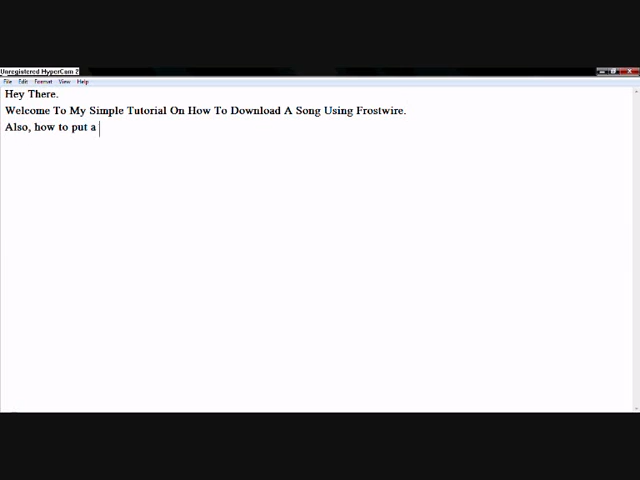 Unregistered HyperCam 2
File Edit Format View Help
Hey There.
Welcome To My Simple Tutorial On How To Download A Song Using Frostwire.
Also, how to put a